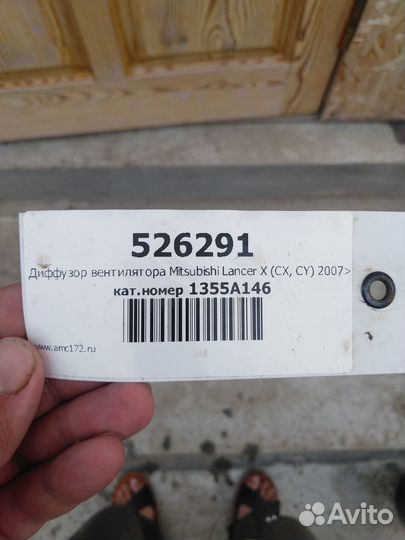 526291
Диффузор вентилятора Mitsubishi Lancer X (CX, CY) 2007>
кат.номер 1355A146
www.amc172.ru
Avito